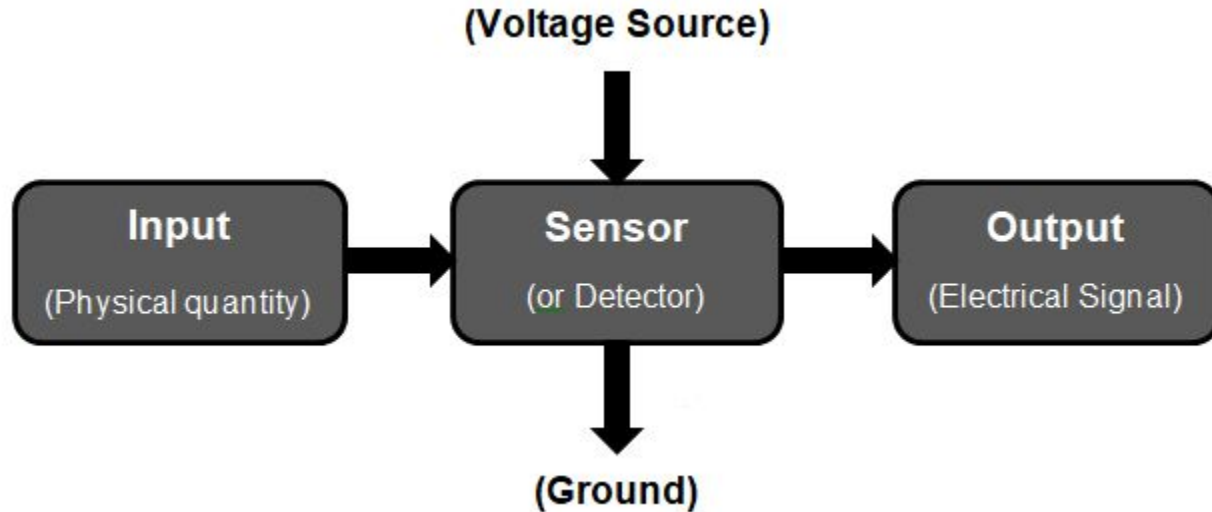 (Voltage Source)
Input
(Physical quantity)
Sensor
(or Detector)
Output
(Electrical Signal)
(Ground)